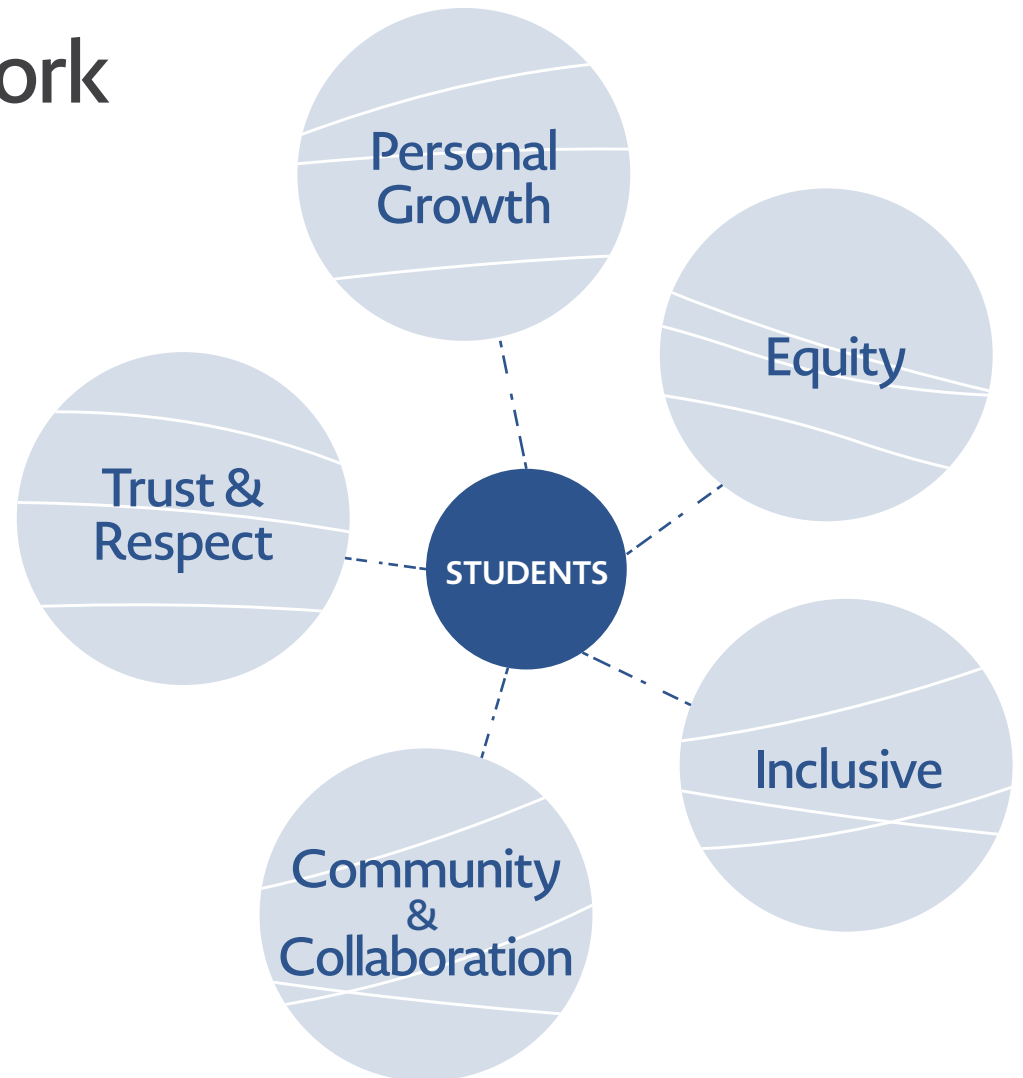 ork
Personal
Growth
Equity
Trust &
Respect
STUDENTS
Inclusive
Community
&
Collaboration